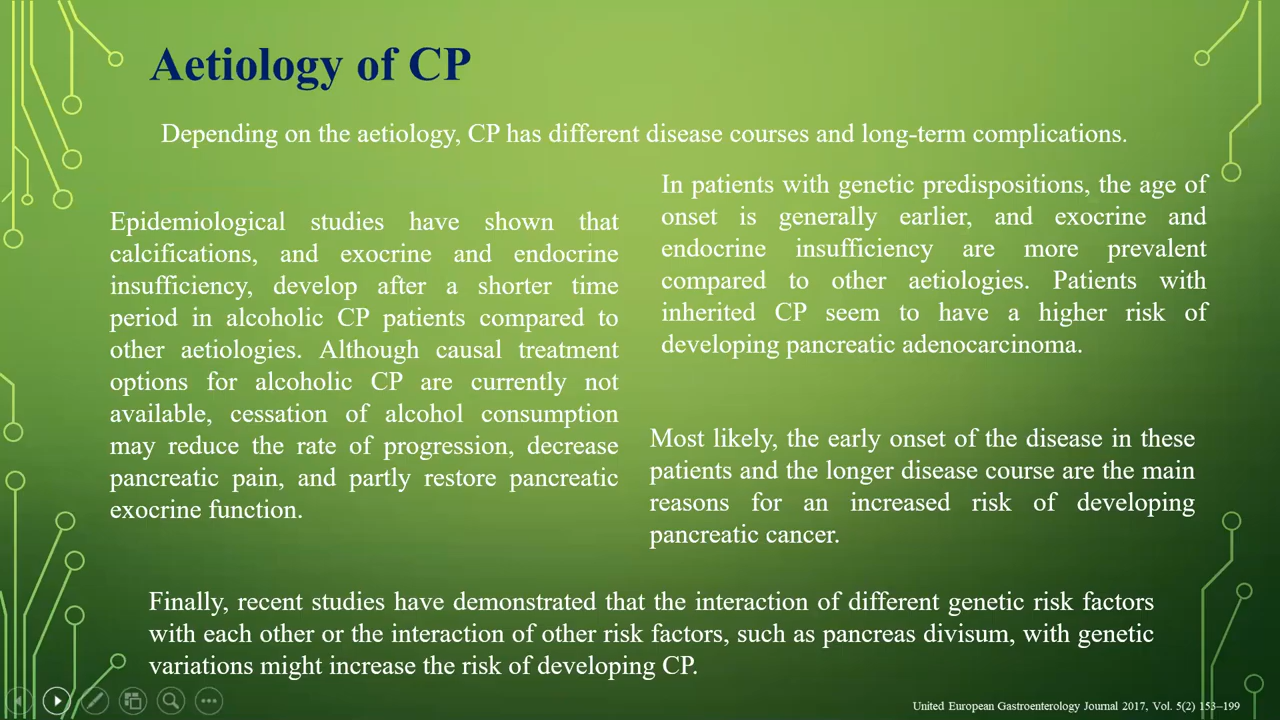 Aetiology of CP
Depending on the aetiology, CP has different disease courses and long-term complications.
Epidemiological studies have shown that
calcifications, and exocrine and endocrine
insufficiency, develop after a shorter time
period in alcoholic CP patients compared to
other aetiologies. Although causal treatment
options for alcoholic CP are currently not
available, cessation of alcohol consumption
may reduce the rate of progression, decrease
pancreatic pain, and partly restore pancreatic
exocrine function.
In patients with genetic predispositions, the age of
onset is generally earlier, and exocrine and
endocrine insufficiency are more prevalent
compared to other aetiologies. Patients with
inherited CP seem to have a higher risk of
developing pancreatic adenocarcinoma.
Most likely, the early onset of the disease in these
patients and the longer disease course are the main
reasons for an increased risk of developing
pancreatic cancer.
Finally, recent studies have demonstrated that the interaction of different genetic risk factors
with each other or the interaction of other risk factors, such as pancreas divisum, with genetic
variations might increase the risk of developing CP.
United European Gastroenterology Journal 2017, Vol. 5(2) 153–199